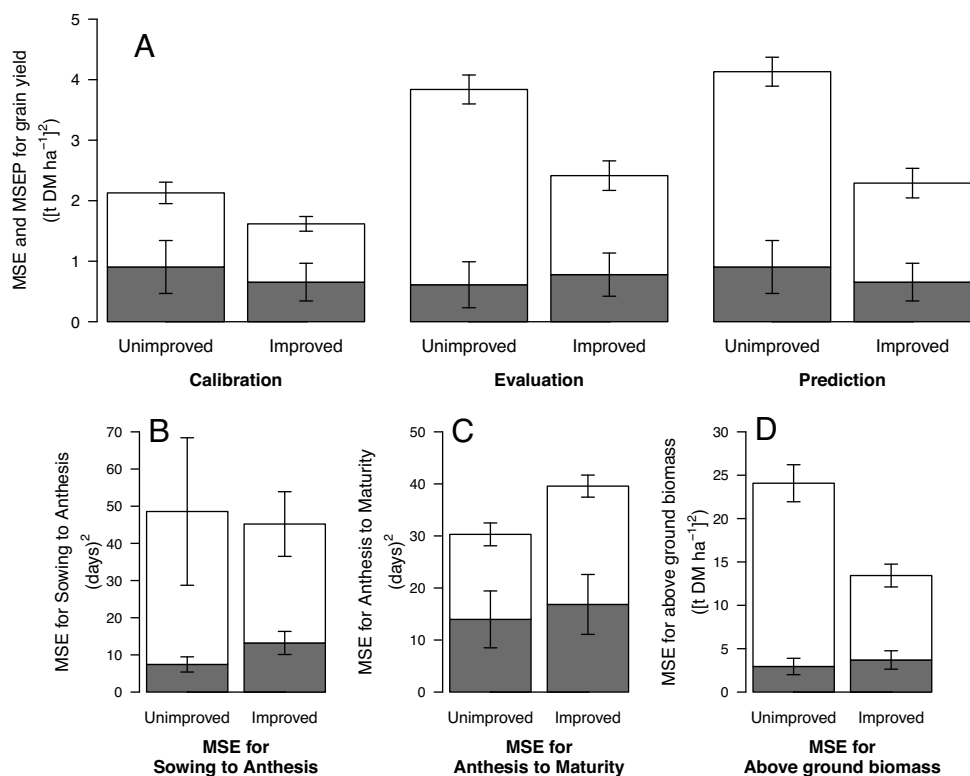 A
MSE and MSEP for grain yield
([t DM ha⁻¹]²)
5
4
3
2
1
0
Unimproved Improved Unimproved Improved Unimproved Improved
Calibration Evaluation Prediction
B
MSE for Sowing to Anthesis
(days)²
70
60
50
40
30
20
10
0
Unimproved Improved
MSE for
Sowing to Anthesis
C
MSE for Anthesis to Maturity
(days)²
50
40
30
20
10
0
Unimproved Improved
MSE for
Anthesis to Maturity
D
MSE for above ground biomass
([t DM ha⁻¹]²)
30
25
20
15
10
5
0
Unimproved Improved
MSE for
Above ground biomass